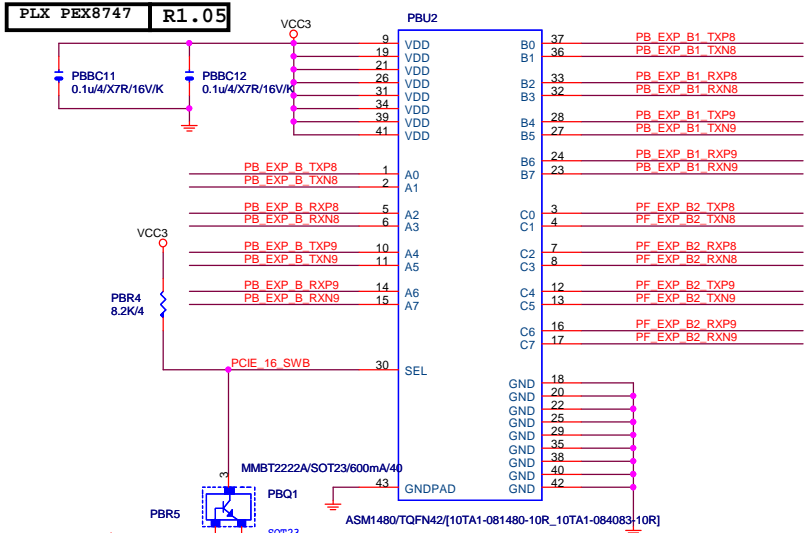 PLX PEX8747 R1.05
VCC3
PBU2
PBBC11
0.1u/4/X7R/16V/K
PBBC12
0.1u/4/X7R/16V/K
9 VDD
19 VDD
21 VDD
26 VDD
31 VDD
34 VDD
39 VDD
41 VDD
PB_EXP_B_TXP8 1 A0
PB_EXP_B_TXN8 2 A1
PB_EXP_B_RXP8 5 A2
PB_EXP_B_RXN8 6 A3
PB_EXP_B_TXP9 10 A4
PB_EXP_B_TXN9 11 A5
PB_EXP_B_RXP9 14 A6
PB_EXP_B_RXN9 15 A7
VCC3
PBR4
8.2K/4
PCIE_16_SWB 30 SEL
B0 37 PB_EXP_B1_TXP8
B1 36 PB_EXP_B1_TXN8
B2 33 PB_EXP_B1_RXP8
B3 32 PB_EXP_B1_RXN8
B4 28 PB_EXP_B1_TXP9
B5 27 PB_EXP_B1_TXN9
B6 24 PB_EXP_B1_RXP9
B7 23 PB_EXP_B1_RXN9
C0 3 PF_EXP_B2_TXP8
C1 4 PF_EXP_B2_TXN8
C2 7 PF_EXP_B2_RXP8
C3 8 PF_EXP_B2_RXN8
C4 12 PF_EXP_B2_TXP9
C5 13 PF_EXP_B2_TXN9
C6 16 PF_EXP_B2_RXP9
C7 17 PF_EXP_B2_RXN9
GND 18
GND 20
GND 22
GND 25
GND 29
GND 35
GND 38
GND 40
GND 42
43 GNDPAD
3
MMBT2222A/SOT23/600mA/40
PBQ1
PBR5
SOT23
ASM1480/TQFN42/[10TA1-081480-10R_10TA1-084083-10R]